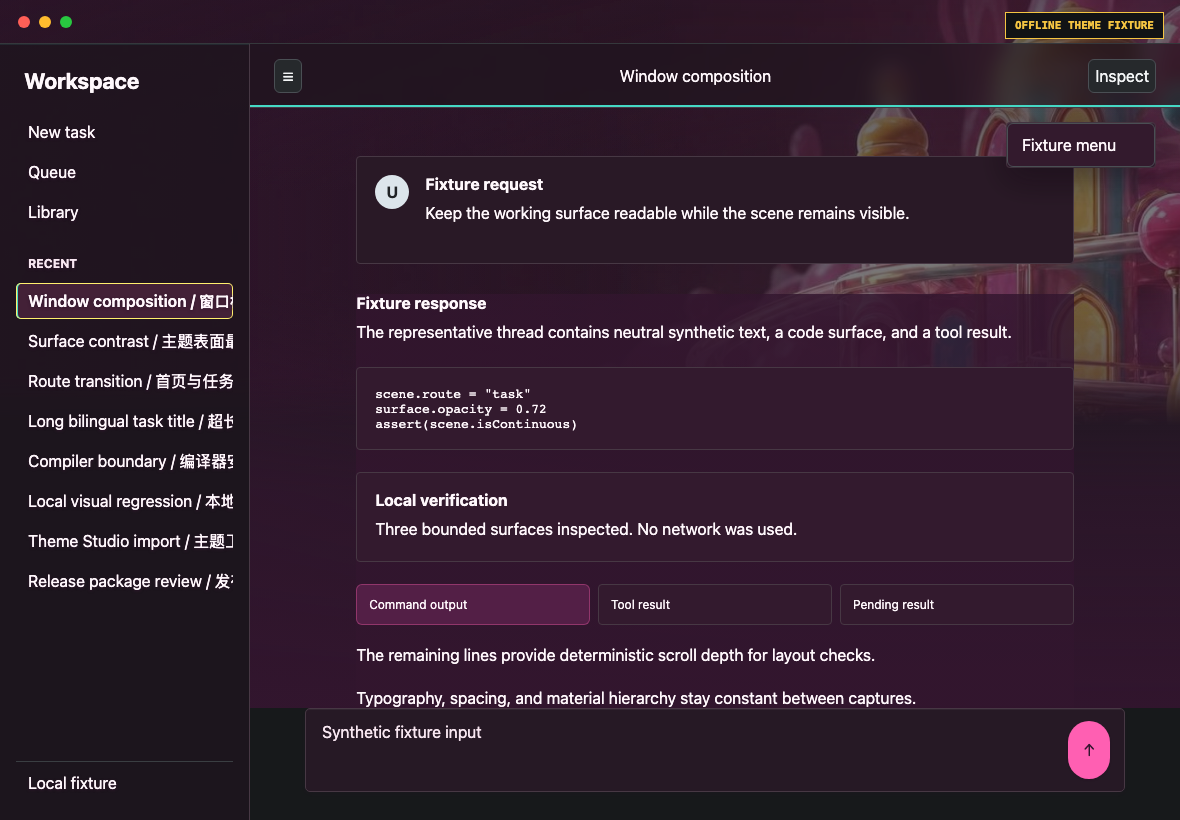 OFFLINE THEME FIXTURE
Workspace
New task
Queue
Library
RECENT
Window composition / 窗口
Surface contrast / 主题表面
Route transition / 首页与任务
Long bilingual task title / 超
Compiler boundary / 编译器
Local visual regression / 本地
Theme Studio import / 主题
Release package review / 发
Local fixture
Window composition
Inspect
Fixture menu
U
Fixture request
Keep the working surface readable while the scene remains visible.
Fixture response
The representative thread contains neutral synthetic text, a code surface, and a tool result.
scene.route = "task"
surface.opacity = 0.72
assert(scene.isContinuous)
Local verification
Three bounded surfaces inspected. No network was used.
Command output
Tool result
Pending result
The remaining lines provide deterministic scroll depth for layout checks.
Typography, spacing, and material hierarchy stay constant between captures.
Synthetic fixture input